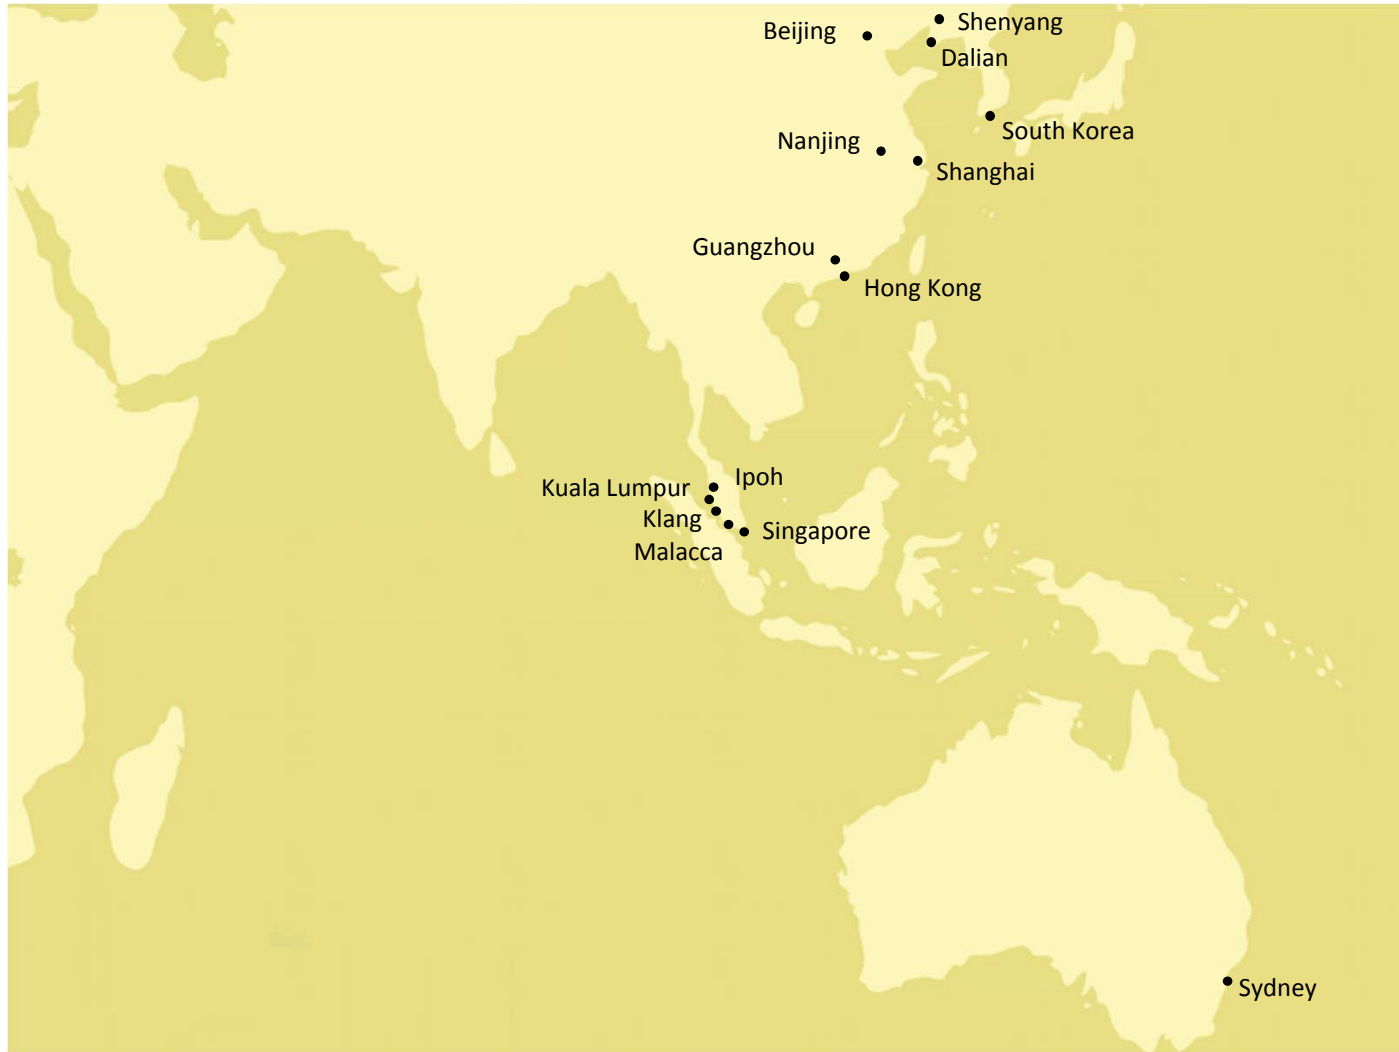 Shenyang
Beijing
Dalian
South Korea
Nanjing
Shanghai
Guangzhou
Hong Kong
Ipoh
Kuala Lumpur
Klang
Singapore
Malacca
Sydney